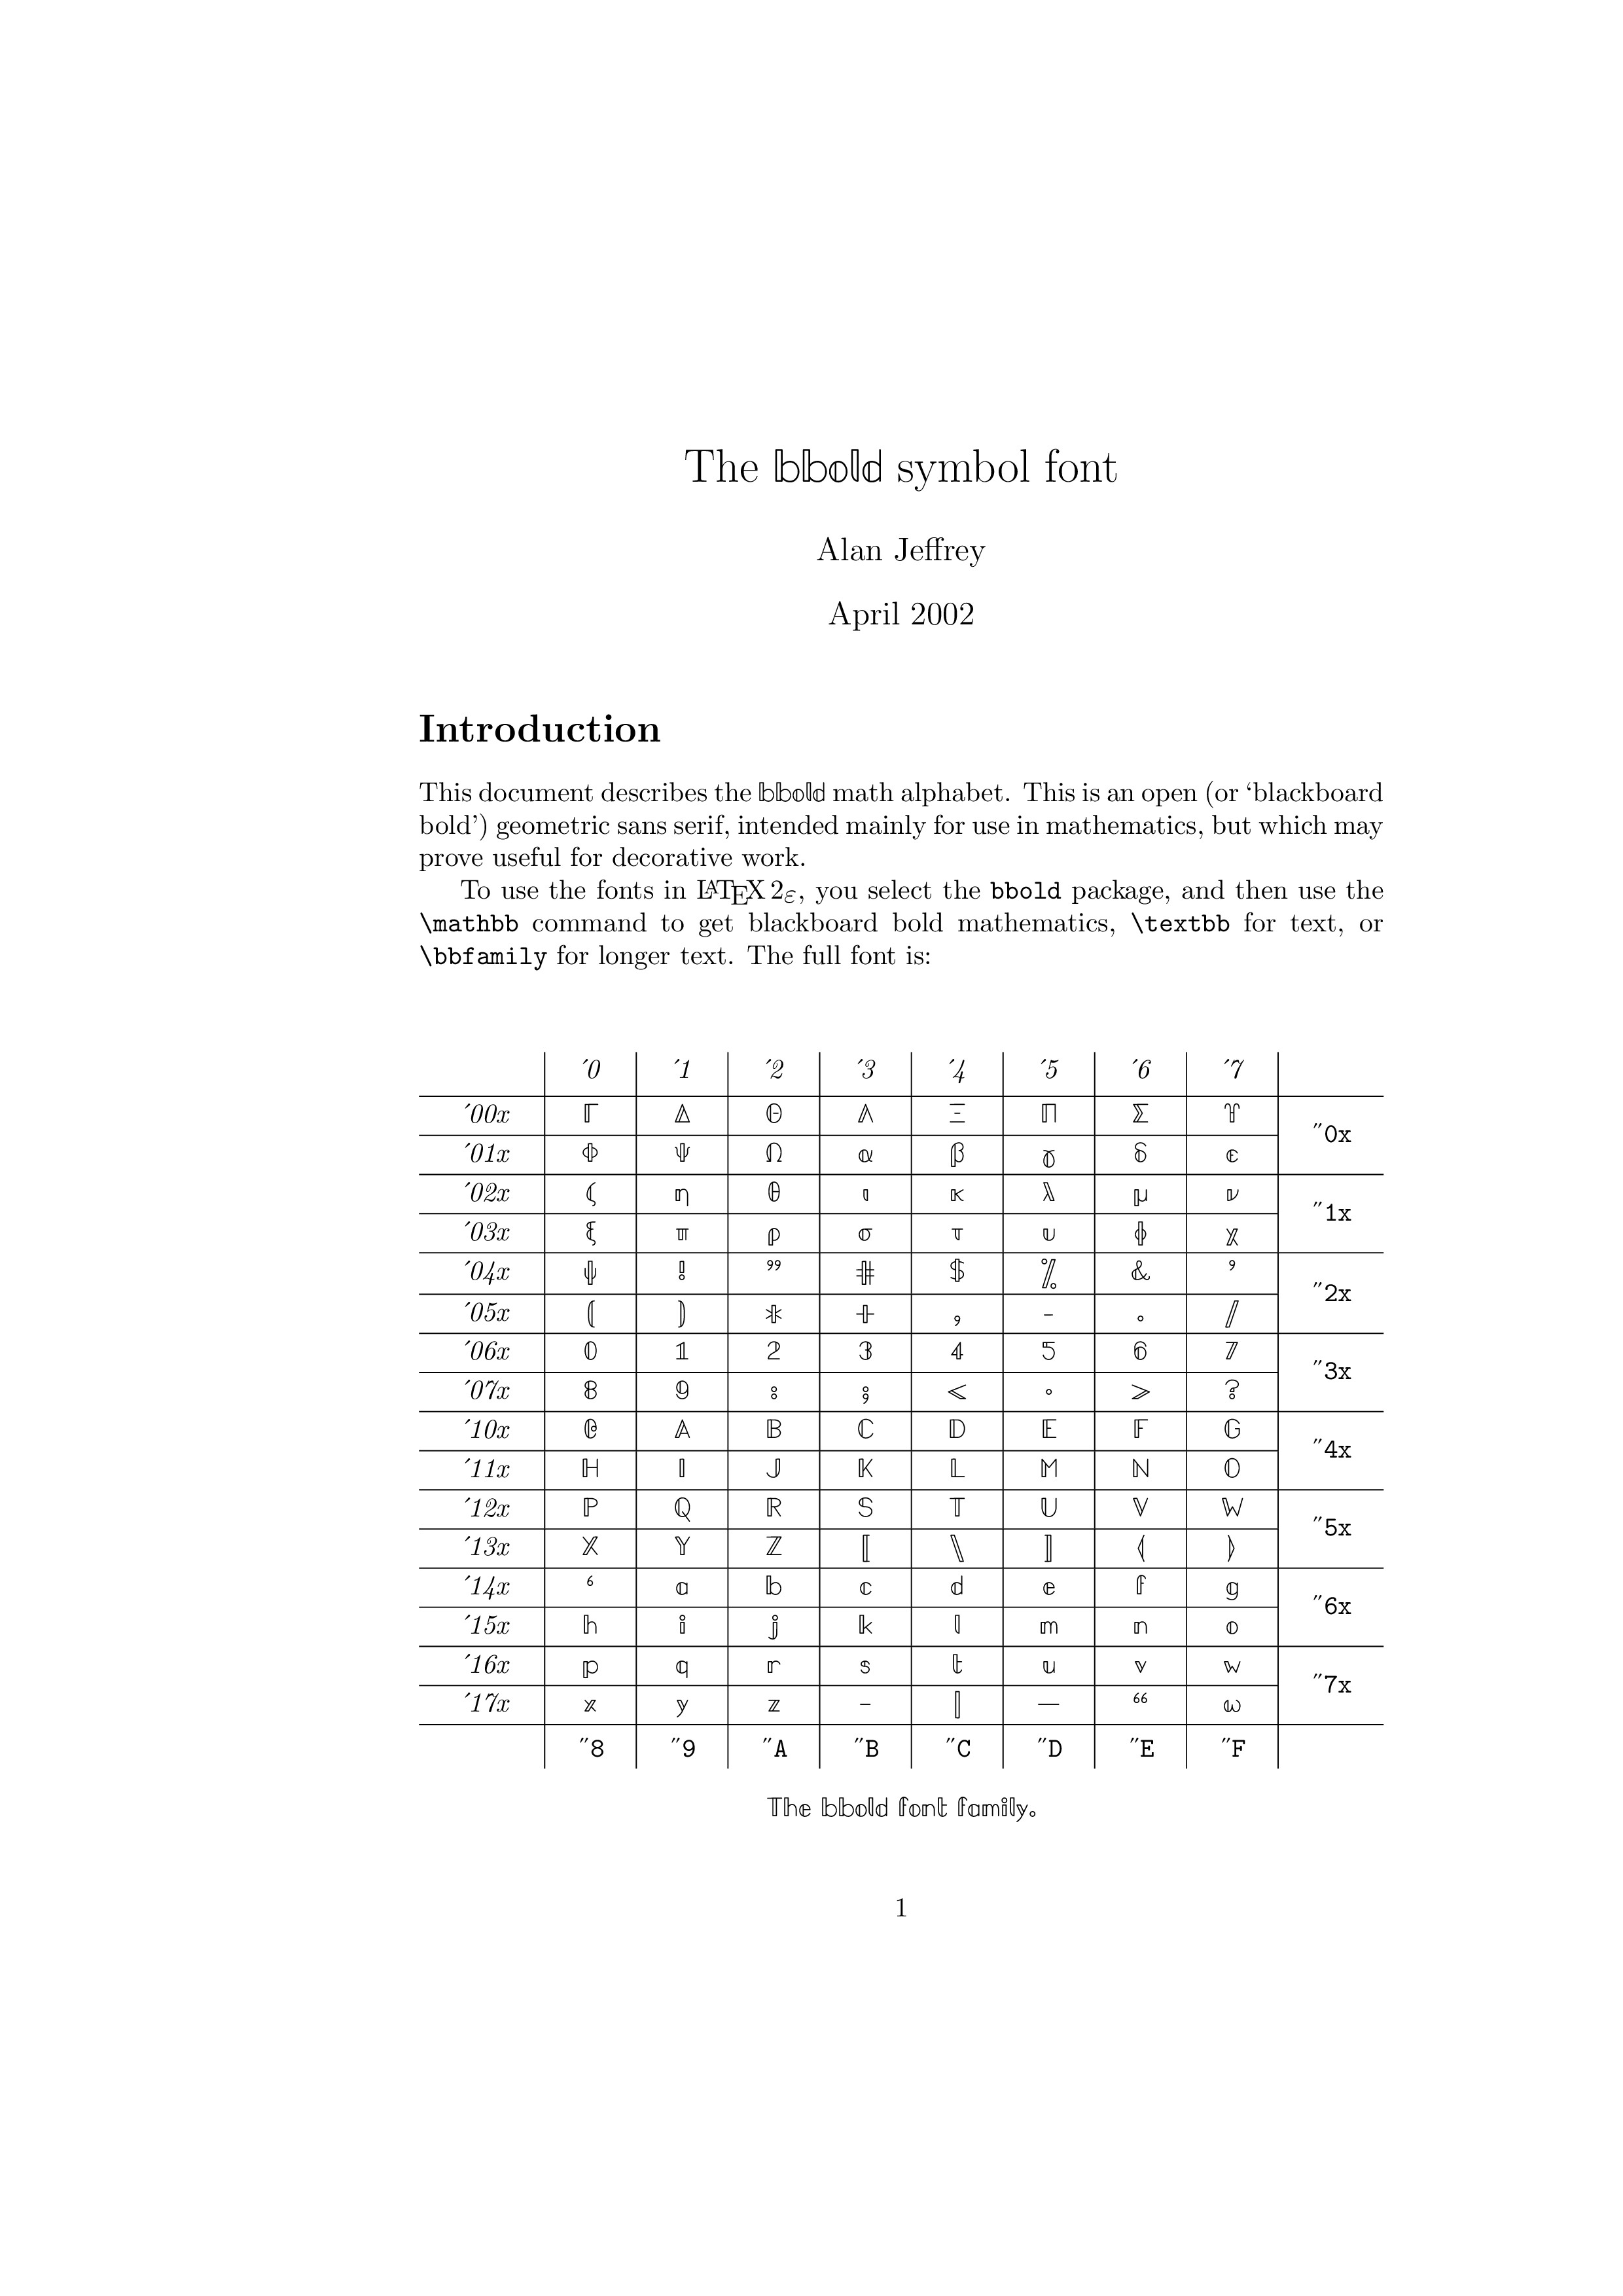 The 𝕓𝕓𝕠𝕝𝕕 symbol font
Alan Jeffrey
April 2002
Introduction
This document describes the 𝕓𝕓𝕠𝕝𝕕 math alphabet. This is an open (or ‘blackboard
bold’) geometric sans serif, intended mainly for use in mathematics, but which may
prove useful for decorative work.
To use the fonts in LATEX 2ε, you select the bbold package, and then use the
\mathbb command to get blackboard bold mathematics, \textbb for text, or
\bbfamily for longer text. The full font is:
´0 ´1 ´2 ´3 ´4 ´5 ´6 ´7
´00x Γ Δ Θ Λ Ξ Π Σ Υ ˝0x
´01x Φ Ψ Ω α β γ δ ε
´02x ζ η θ ι κ λ μ ν ˝1x
´03x ξ π ρ σ τ υ φ χ
´04x ψ ! ” # $ % & ’ ˝2x
´05x ( ) * + , - . /
´06x 0 1 2 3 4 5 6 7 ˝3x
´07x 8 9 : ; < ∘ > ?
´10x @ A B C D E F G ˝4x
´11x H I J K L M N O
´12x P Q R S T U V W ˝5x
´13x X Y Z [ \ ] ⟨ ⟩
´14x ‘ a b c d e f g ˝6x
´15x h i j k l m n o
´16x p q r s t u v w ˝7x
´17x x y z – | — “ ω
˝8 ˝9 ˝A ˝B ˝C ˝D ˝E ˝F
𝕋𝕙𝕖 𝕓𝕓𝕠𝕝𝕕 𝕗𝕠𝕟𝕥 𝕗𝕒𝕞𝕚𝕝𝕪.
1